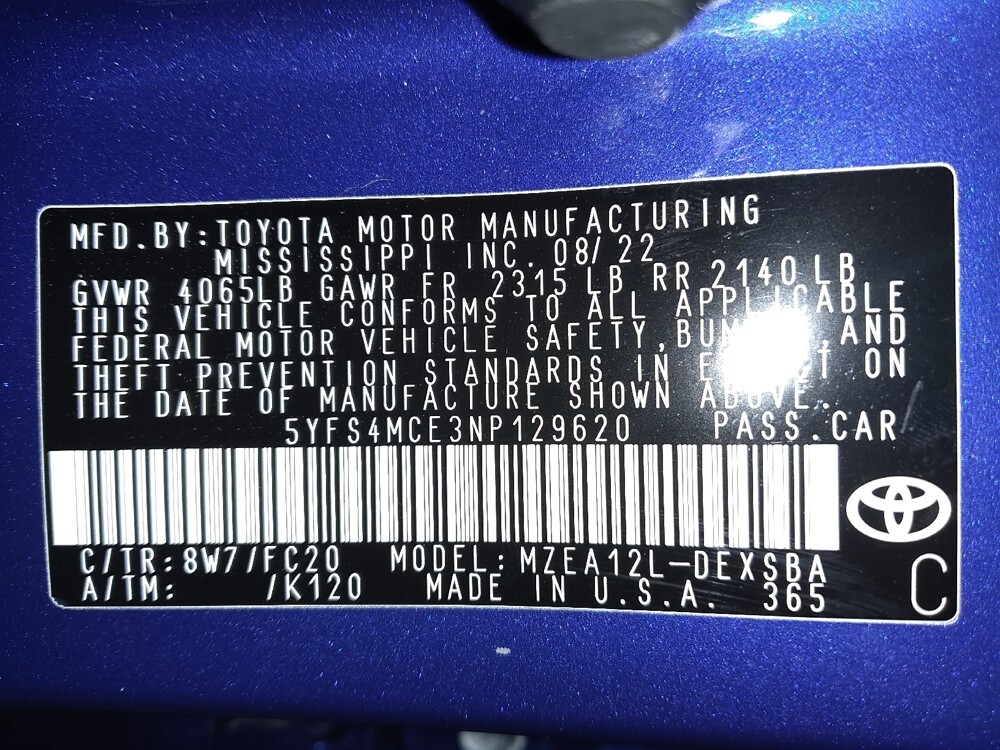 MFD.BY:TOYOTA MOTOR MANUFACTURING
MISSISSIPPI INC. 08/22
GVWR 4065LB GAWR FR 2315 LB RR 2140 LB
THIS VEHICLE CONFORMS TO ALL APPLICABLE
FEDERAL MOTOR VEHICLE SAFETY, AND
THEFT PREVENTION STANDARDS IN ON
THE DATE OF MANUFACTURE SHOWN ABOVE.
5YFS4MCE3NP129620 PASS.CAR
C/TR:8W7/FC20 MODEL:MZEA12L-DEXSBA
A/TM: /K120 MADE IN U.S.A. 365
C